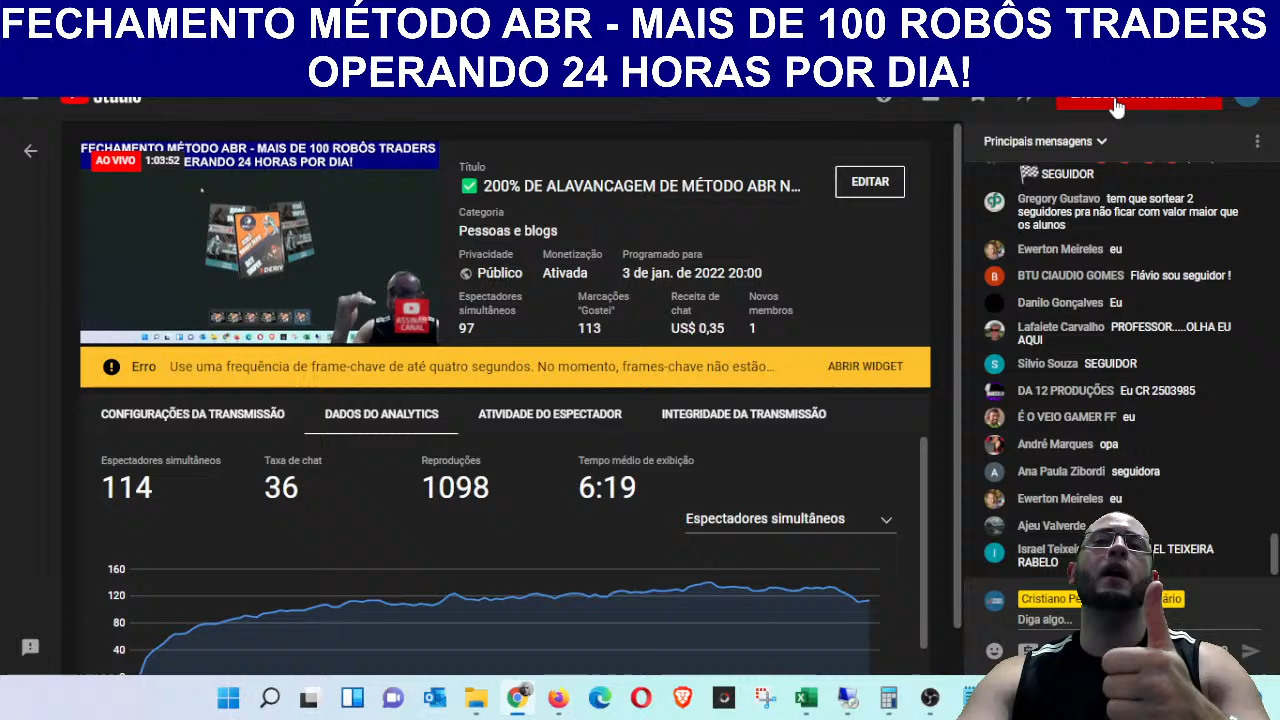 FECHAMENTO MÉTODO ABR - MAIS DE 100 ROBÔS TRADERS
OPERANDO 24 HORAS POR DIA!
Studio
FECHAMENTO MÉTODO ABR - MAIS DE 100 ROBÔS TRADERS
OPERANDO 24 HORAS POR DIA!
AO VIVO 1:03:52
ASSINE
CANAL
Título
200% DE ALAVANCAGEM DE MÉTODO ABR N...
EDITAR
Categoria
Pessoas e blogs
Privacidade Monetização Programado para
Público Ativada 3 de jan. de 2022 20:00
Espectadores simultâneos Marcações "Gostei" Receita de chat Novos membros
97 113 US$ 0,35 1
Erro Use uma frequência de frame-chave de até quatro segundos. No momento, frames-chave não estão... ABRIR WIDGET
CONFIGURAÇÕES DA TRANSMISSÃO DADOS DO ANALYTICS ATIVIDADE DO ESPECTADOR INTEGRIDADE DA TRANSMISSÃO
Espectadores simultâneos Taxa de chat Reproduções Tempo médio de exibição
114 36 1098 6:19
Espectadores simultâneos
160
120
80
40
Principais mensagens
SEGUIDOR
Gregory Gustavo tem que sortear 2
seguidores pra não ficar com valor maior que
os alunos
Ewerton Meireles eu
BTU CIAUDIO GOMES Flávio sou seguidor !
Danilo Gonçalves Eu
Lafaiete Carvalho PROFESSOR.....OLHA EU
AQUI
Silvio Souza SEGUIDOR
DA 12 PRODUÇÕES Eu CR 2503985
É O VEIO GAMER FF eu
André Marques opa
Ana Paula Zibordi seguidora
Ewerton Meireles eu
Ajeu Valverde
Israel TEIXEIRA
RABELO
Cristiano
Diga algo...